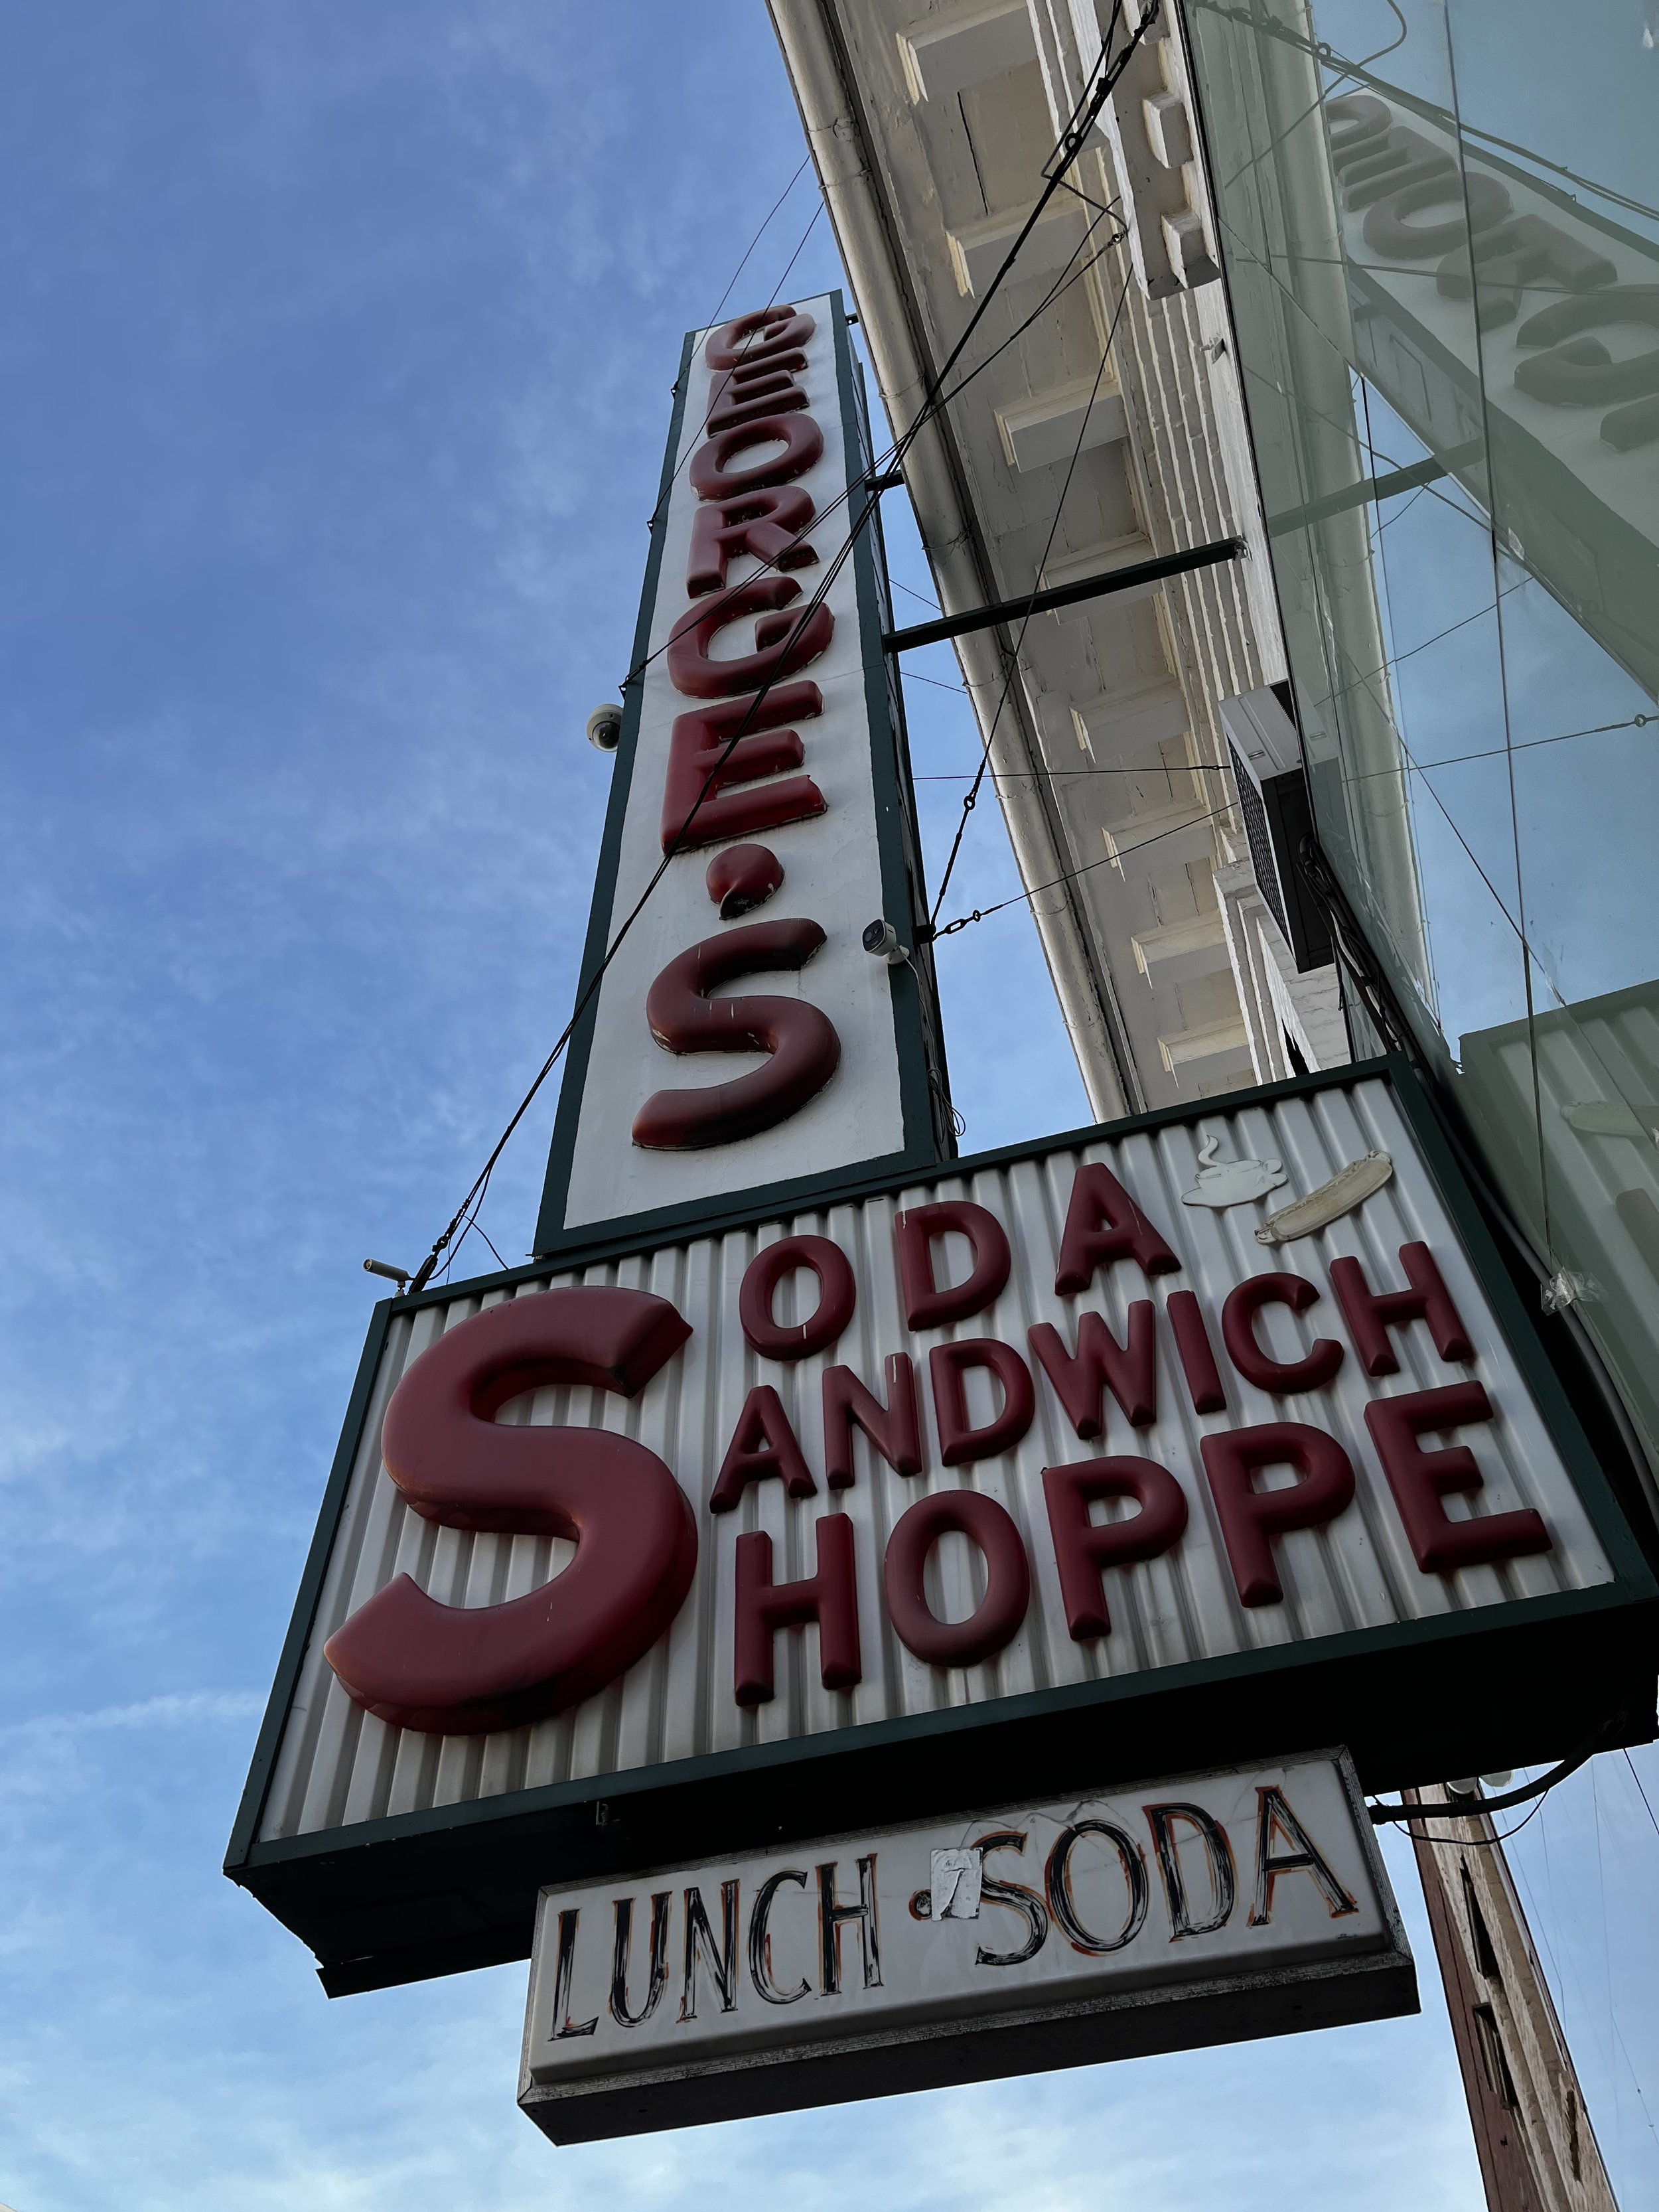 GEORGE'S
SODA
SANDWICH
SHOPPE
LUNCH • SODA